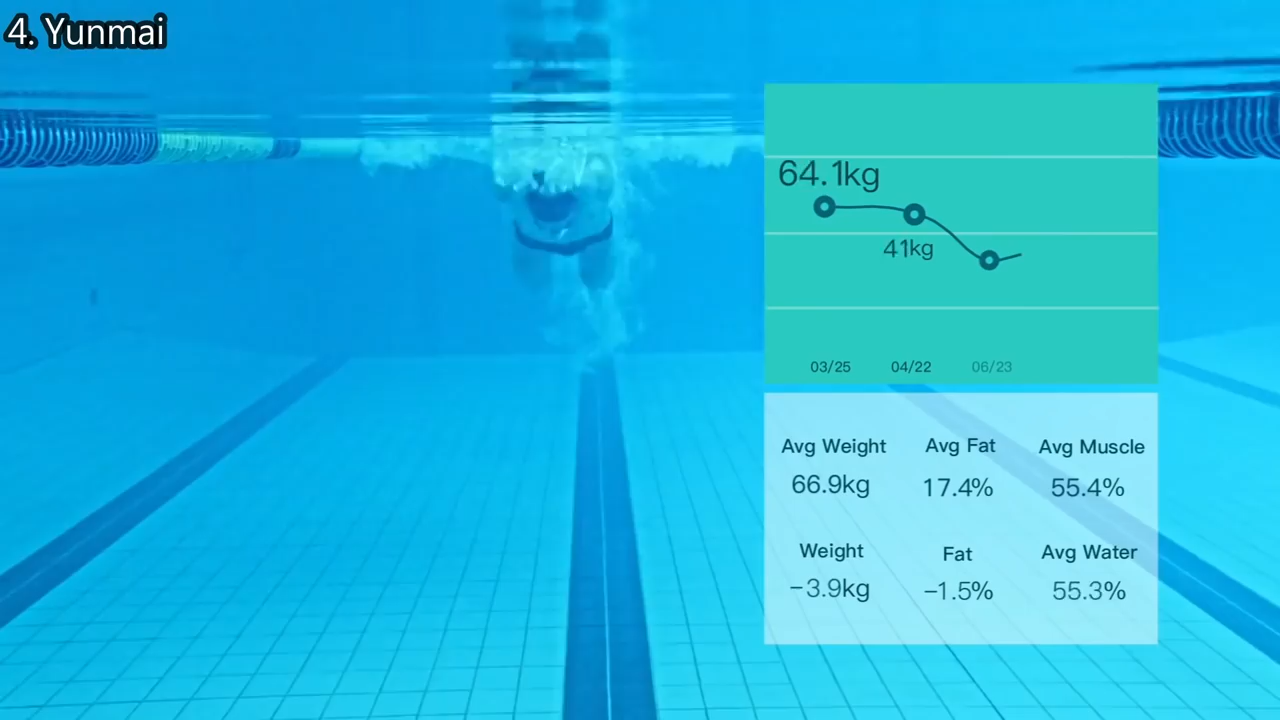 4. Yunmai
64.1kg
41kg
03/25 04/22 06/23
Avg Weight Avg Fat Avg Muscle
66.9kg 17.4% 55.4%
Weight Fat Avg Water
-3.9kg -1.5% 55.3%